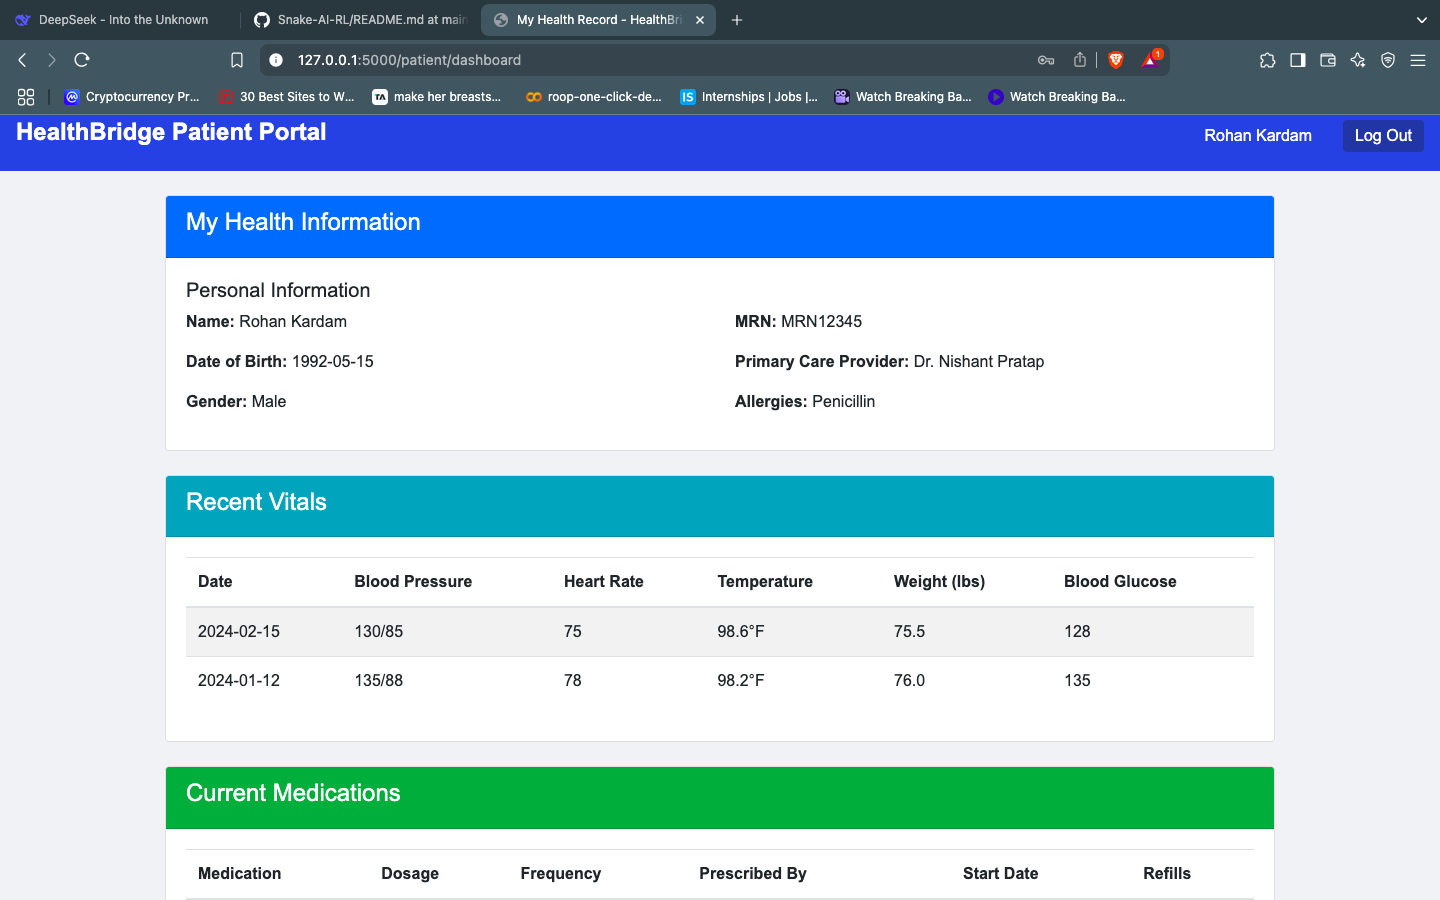 DeepSeek - Into the Unknown
Snake-AI-RL/README.md at main
My Health Record - HealthBri
127.0.0.1:5000/patient/dashboard
1
Cryptocurrency Pr...
30 Best Sites to W...
TA make her breasts...
roop-one-click-de...
IS Internships | Jobs |...
Watch Breaking Ba...
Watch Breaking Ba...
HealthBridge Patient Portal
Rohan Kardam
Log Out
My Health Information
Personal Information
Name: Rohan Kardam
MRN: MRN12345
Date of Birth: 1992-05-15
Primary Care Provider: Dr. Nishant Pratap
Gender: Male
Allergies: Penicillin
Recent Vitals
Date Blood Pressure Heart Rate Temperature Weight (lbs) Blood Glucose
2024-02-15 130/85 75 98.6°F 75.5 128
2024-01-12 135/88 78 98.2°F 76.0 135
Current Medications
Medication Dosage Frequency Prescribed By Start Date Refills